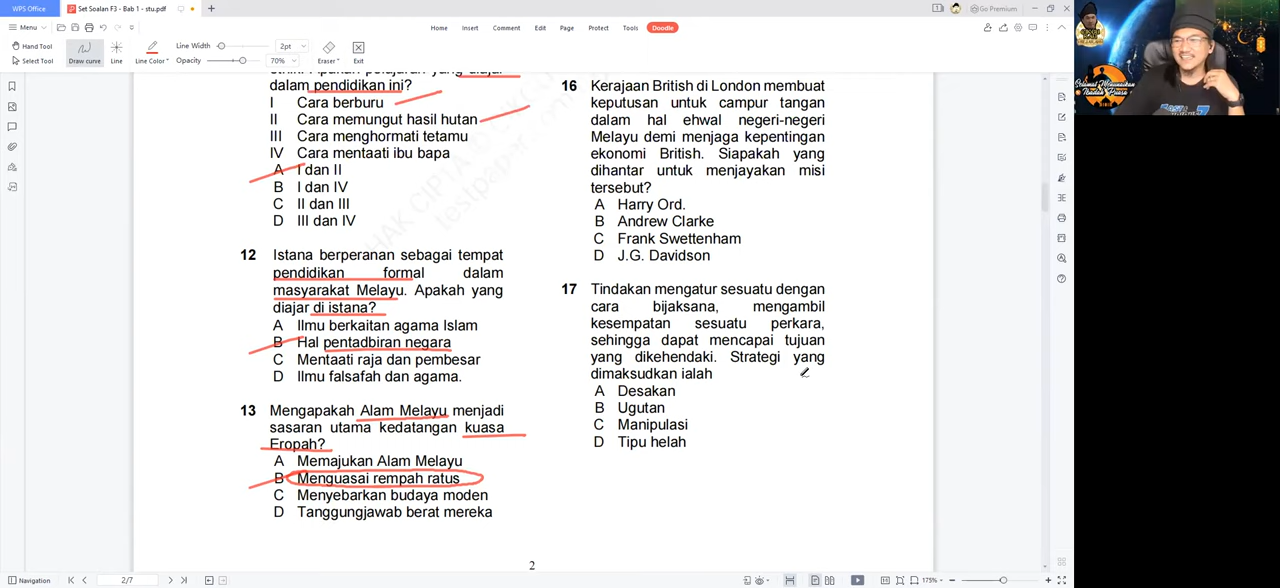 WPS Office
Set Soalan F3 - Bab 1 - stu.pdf
Go Premium
Menu
Home
Insert
Comment
Edit
Page
Protect
Tools
Doodle
Hand Tool
Select Tool
Draw curve
Line
Line Color
Line Width
2pt
Opacity
70%
Eraser
Exit
dalam pendidikan ini?
I Cara berburu
II Cara memungut hasil hutan
III Cara menghormati tetamu
IV Cara mentaati ibu bapa
A I dan II
B I dan IV
C II dan III
D III dan IV
12 Istana berperanan sebagai tempat
pendidikan formal dalam
masyarakat Melayu. Apakah yang
diajar di istana?
A Ilmu berkaitan agama Islam
B Hal pentadbiran negara
C Mentaati raja dan pembesar
D Ilmu falsafah dan agama.
13 Mengapakah Alam Melayu menjadi
sasaran utama kedatangan kuasa
Eropah?
A Memajukan Alam Melayu
B Menguasai rempah ratus
C Menyebarkan budaya moden
D Tanggungjawab berat mereka
16 Kerajaan British di London membuat
keputusan untuk campur tangan
dalam hal ehwal negeri-negeri
Melayu demi menjaga kepentingan
ekonomi British. Siapakah yang
dihantar untuk menjayakan misi
tersebut?
A Harry Ord.
B Andrew Clarke
C Frank Swettenham
D J.G. Davidson
17 Tindakan mengatur sesuatu dengan
cara bijaksana, mengambil
kesempatan sesuatu perkara,
sehingga dapat mencapai tujuan
yang dikehendaki. Strategi yang
dimaksudkan ialah
A Desakan
B Ugutan
C Manipulasi
D Tipu helah
2
HAK CIPTA
testpaper
Navigation
2/7
175%